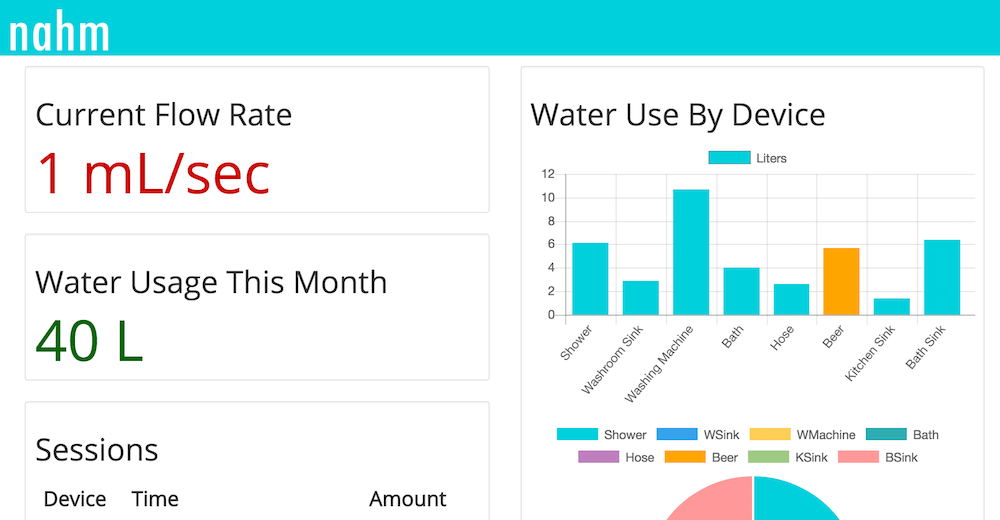 nahm
Current Flow Rate
1 mL/sec
Water Usage This Month
40 L
Sessions
Device Time Amount
Water Use By Device
Liters
12
10
8
6
4
2
0
Shower
Washroom Sink
Washing Machine
Bath
Hose
Beer
Kitchen Sink
Bath Sink
Shower WSink WMachine Bath
Hose Beer KSink BSink